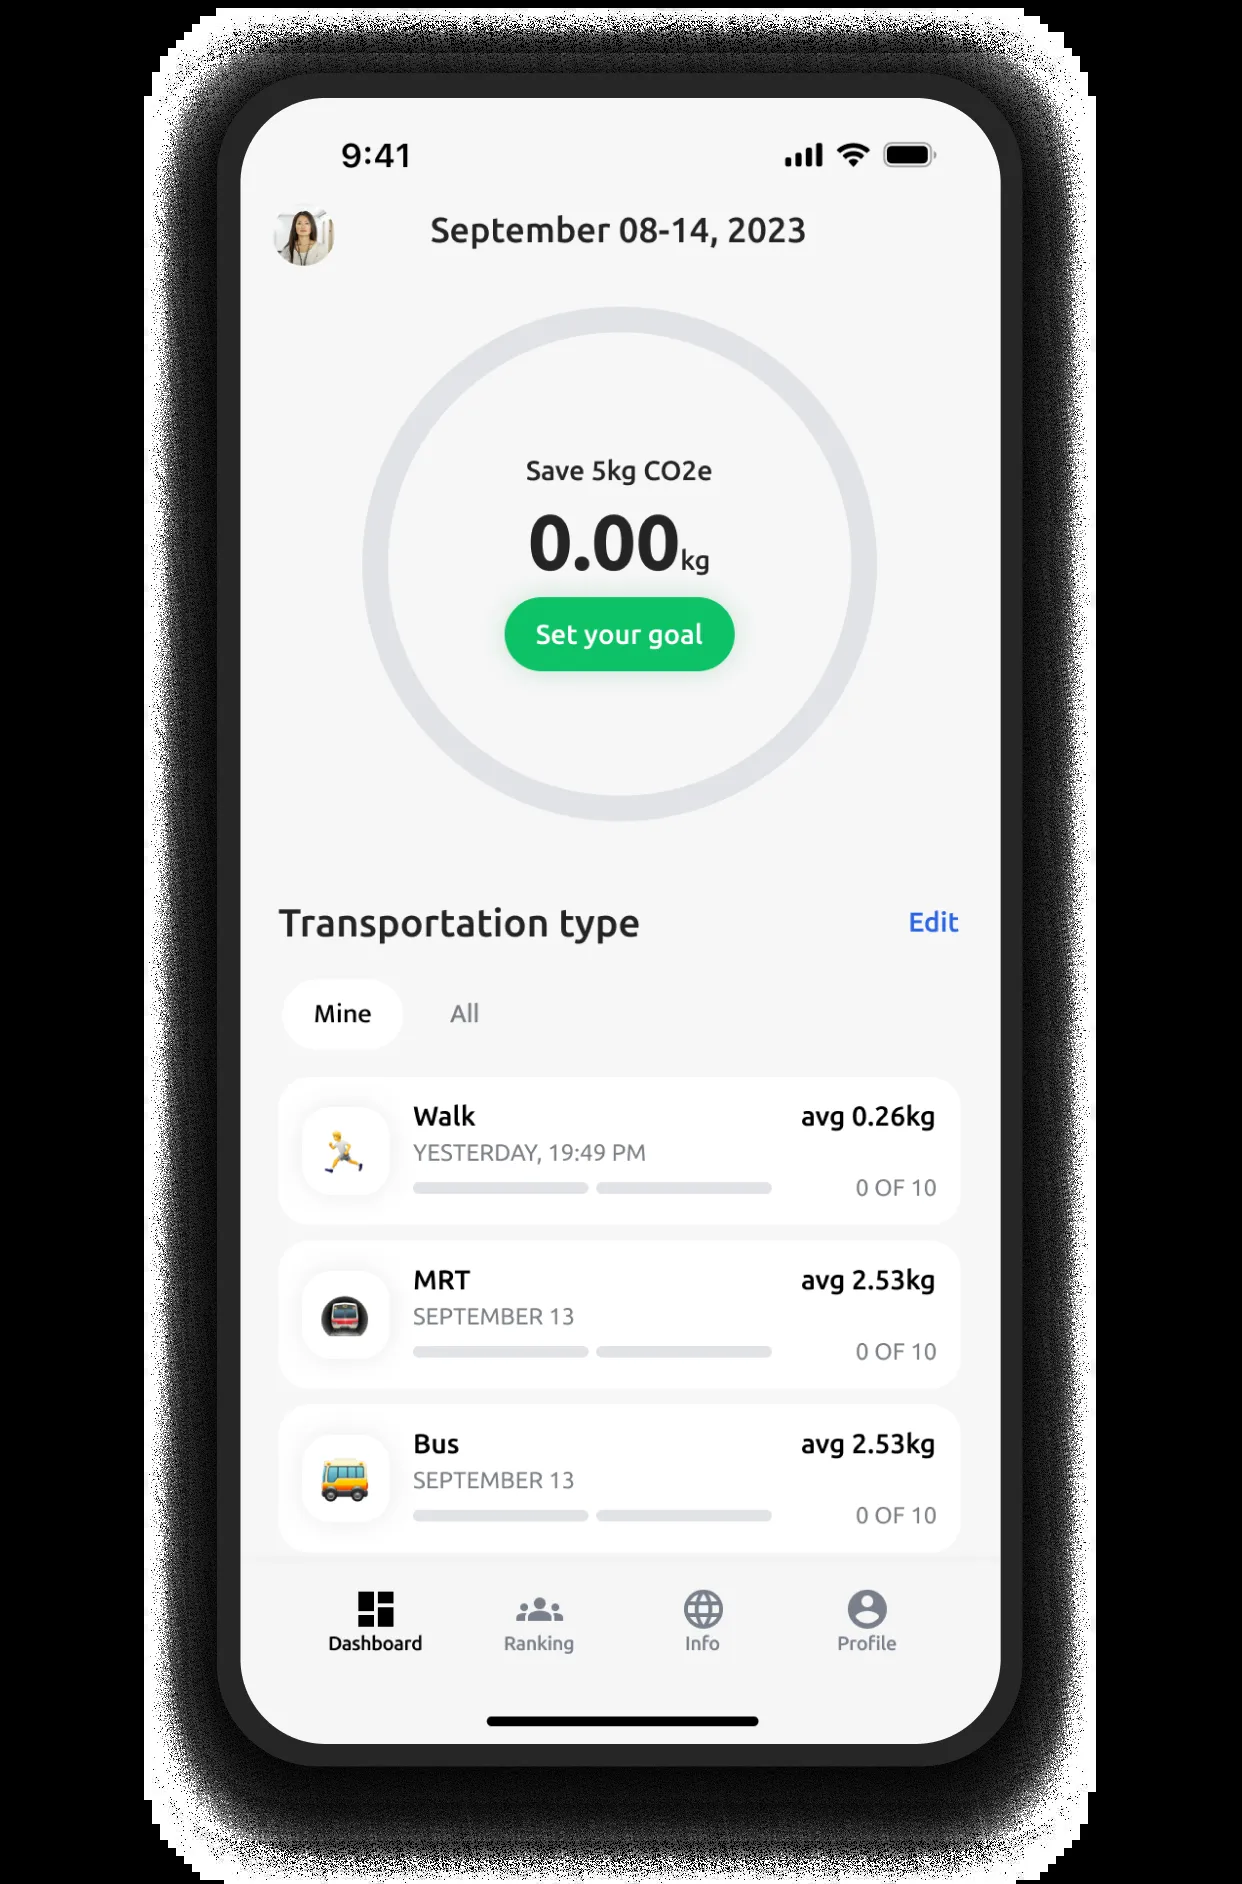 9:41
September 08-14, 2023
Save 5kg CO2e
0.00kg
Set your goal
Transportation type
Edit
Mine
All
Walk
avg 0.26kg
YESTERDAY, 19:49 PM
0 OF 10
MRT
avg 2.53kg
SEPTEMBER 13
0 OF 10
Bus
avg 2.53kg
SEPTEMBER 13
0 OF 10
Dashboard
Ranking
Info
Profile